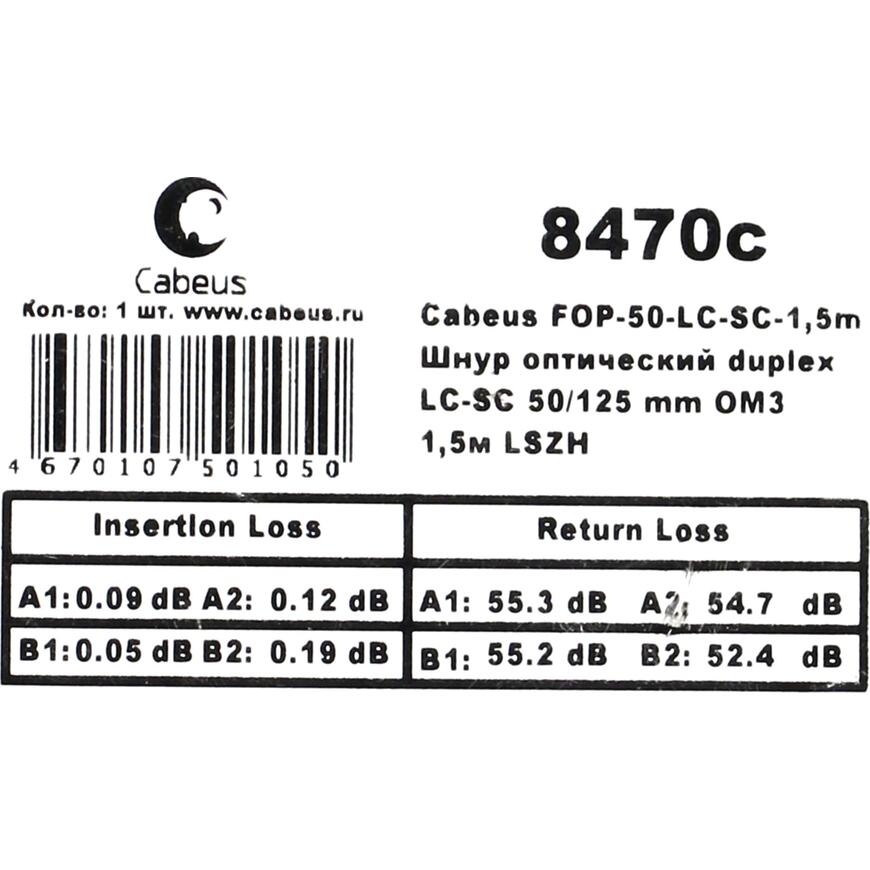 Cabeus
Кол-во: 1 шт. www.cabeus.ru
4 670107 501050
8470c
Cabeus FOP-50-LC-SC-1,5m
Шнур оптический duplex
LC-SC 50/125 mm OM3
1,5м LSZH
Insertion Loss Return Loss
A1: 0.09 dB A2: 0.12 dB A1: 55.3 dB A2: 54.7 dB
B1: 0.05 dB B2: 0.19 dB B1: 55.2 dB B2: 52.4 dB